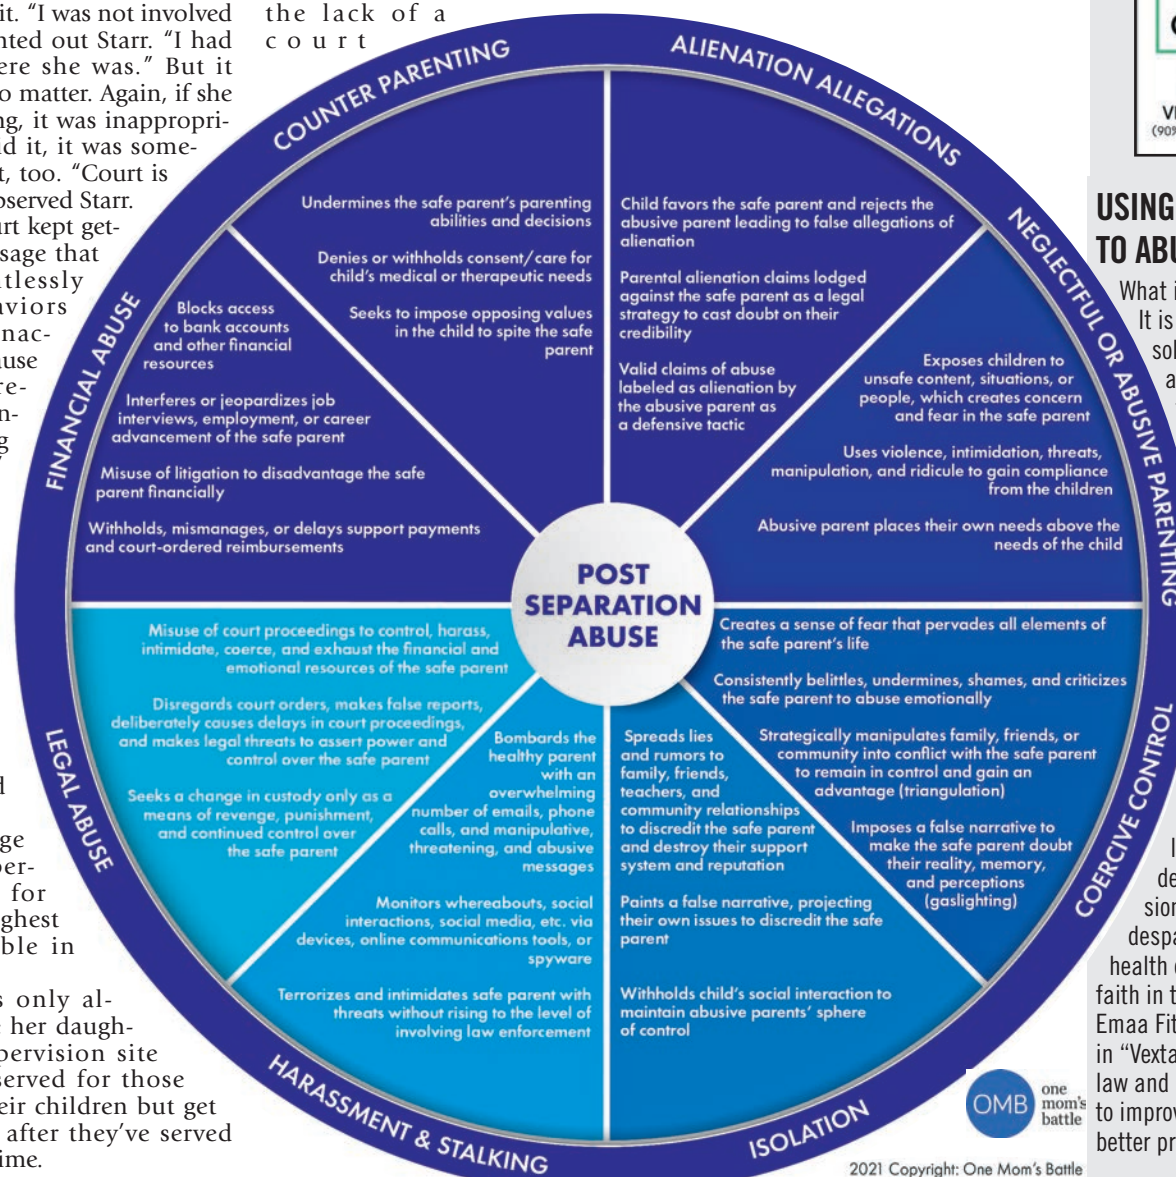 it. “I was not involved
nted out Starr. “I had
ere she was.” But it
o matter. Again, if she
ng, it was inappropri-
id it, it was some-
t, too. “Court is
bserved Starr.
rt kept get-
sage that
tlessly
aviors
nac-
use
re-
n-
g
d
ge
per-
for
ghest
ble in
s only al-
e her daugh-
pervision site
served for those
eir children but get
after they’ve served
ime.
the lack of a
court
COUNTER PARENTING
Undermines the safe parent’s parenting
abilities and decisions
Denies or withholds consent/care for
child’s medical or therapeutic needs
Seeks to impose opposing values
in the child to spite the safe
parent
ALIENATION ALLEGATIONS
Child favors the safe parent and rejects the
abusive parent leading to false allegations of
alienation
Parental alienation claims lodged
against the safe parent as a legal
strategy to cast doubt on their
credibility
Valid claims of abuse
labeled as alienation by
the abusive parent as
a defensive tactic
NEGLECTFUL OR ABUSIVE PARENTING
Exposes children to
unsafe content, situations, or
people, which creates concern
and fear in the safe parent
Uses violence, intimidation, threats,
manipulation, and ridicule to gain compliance
from the children
Abusive parent places their own needs above the
needs of the child
FINANCIAL ABUSE
Blocks access
to bank accounts
and other financial
resources
Interferes or jeopardizes job
interviews, employment, or career
advancement of the safe parent
Misuse of litigation to disadvantage the safe
parent financially
Withholds, mismanages, or delays support payments
and court-ordered reimbursements
POST
SEPARATION
ABUSE
LEGAL ABUSE
Misuse of court proceedings to control, harass,
intimidate, coerce, and exhaust the financial and
emotional resources of the safe parent
Disregards court orders, makes false reports,
deliberately causes delays in court proceedings,
and makes legal threats to assert power and
control over the safe parent
Seeks a change in custody only as a
means of revenge, punishment,
and continued control over
the safe parent
HARASSMENT & STALKING
Bombards the
healthy parent
with an
overwhelming
number of emails, phone
calls, and manipulative,
threatening, and abusive
messages
Monitors whereabouts, social
interactions, social media, etc. via
devices, online communications tools, or
spyware
Terrorizes and intimidates safe parent with
threats without rising to the level of
involving law enforcement
ISOLATION
Spreads lies
and rumors to
family, friends,
teachers, and
community relationships
to discredit the safe parent
and destroy their support
system and reputation
Paints a false narrative, projecting
their own issues to discredit the safe
parent
Withholds child’s social interaction to
maintain abusive parents’ sphere
of control
COERCIVE CONTROL
Creates a sense of fear that pervades all elements of
the safe parent’s life
Consistently belittles, undermines, shames, and criticizes
the safe parent to abuse emotionally
Strategically manipulates family, friends, or
community into conflict with the safe parent
to remain in control and gain an
advantage (triangulation)
Imposes a false narrative to
make the safe parent doubt
their reality, memory,
and perceptions
(gaslighting)
OMB
one
mom’s
battle
2021 Copyright: One Mom’s Battle
(90%
USING
TO ABU
What i
It is
sol
a
I
de
sion
despa
health c
faith in t
Emaa Fit
in “Vexta
law and
to improv
better pr